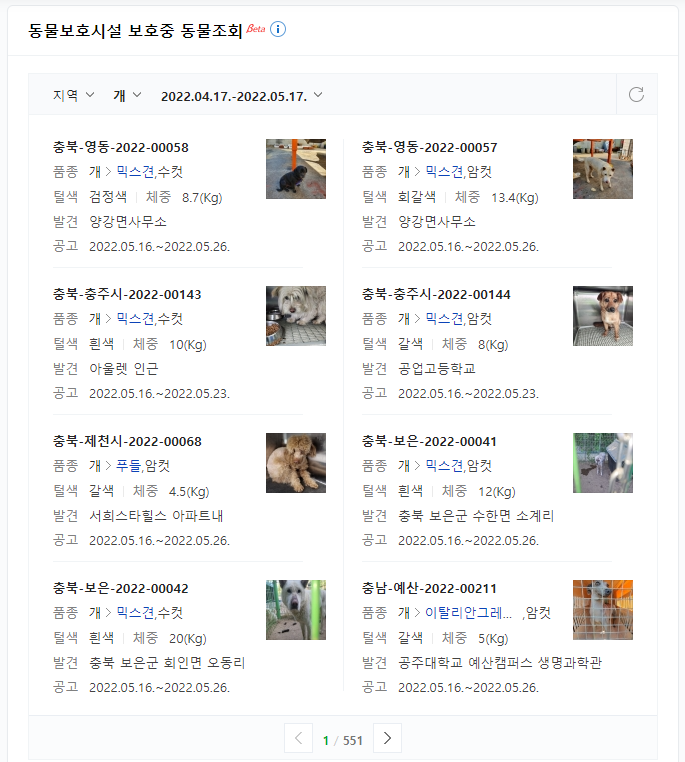 동물보호시설 보호중 동물조회 Beta
지역 개 2022.04.17.-2022.05.17.
충북-영동-2022-00058
품종 개 > 믹스견,수컷
털색 검정색 체중 8.7(Kg)
발견 양강면사무소
공고 2022.05.16.~2022.05.26.
충북-영동-2022-00057
품종 개 > 믹스견,암컷
털색 회갈색 체중 13.4(Kg)
발견 양강면사무소
공고 2022.05.16.~2022.05.26.
충북-충주시-2022-00143
품종 개 > 믹스견,수컷
털색 흰색 체중 10(Kg)
발견 아울렛 인근
공고 2022.05.16.~2022.05.23.
충북-충주시-2022-00144
품종 개 > 믹스견,암컷
털색 갈색 체중 8(Kg)
발견 공업고등학교
공고 2022.05.16.~2022.05.23.
충북-제천시-2022-00068
품종 개 > 푸들,암컷
털색 갈색 체중 4.5(Kg)
발견 서희스타힐스 아파트내
공고 2022.05.16.~2022.05.26.
충북-보은-2022-00041
품종 개 > 믹스견,암컷
털색 흰색 체중 12(Kg)
발견 충북 보은군 수한면 소계리
공고 2022.05.16.~2022.05.26.
충북-보은-2022-00042
품종 개 > 믹스견,수컷
털색 흰색 체중 20(Kg)
발견 충북 보은군 회인면 오동리
공고 2022.05.16.~2022.05.26.
충남-예산-2022-00211
품종 개 > 이탈리안그레... ,암컷
털색 갈색 체중 5(Kg)
발견 공주대학교 예산캠퍼스 생명과학관
공고 2022.05.16.~2022.05.26.
1 / 551